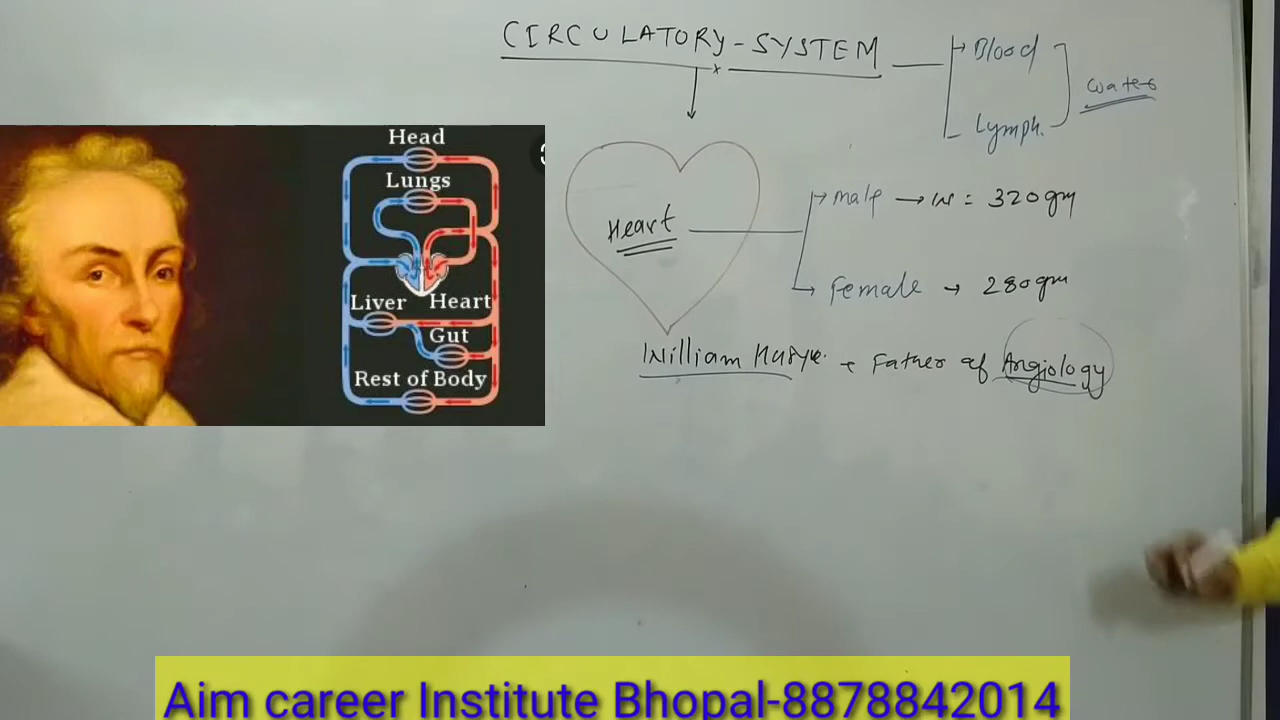 CIRCULATORY-SYSTEM
Blood
Lymph.
Water
Head
Lungs
Liver Heart
Gut
Rest of Body
Heart
Male → W = 320gm
Female → 280gm
William - Father of Angiology
Aim career Institute Bhopal-8878842014